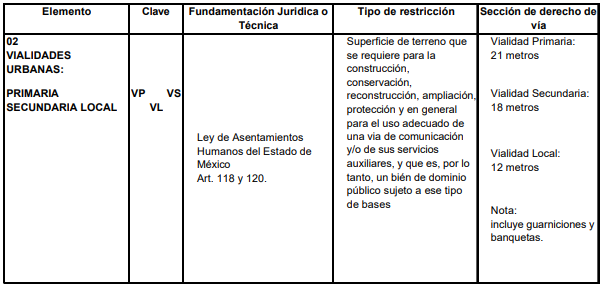 Elemento
Clave
Fundamentación Juridica o
Técnica
Tipo de restricción
Sección de derecho de
vía
02
VIALIDADES
URBANAS:
PRIMARIA
SECUNDARIA LOCAL
VP VS
VL
Ley de Asentamientos
Humanos del Estado de
México
Art. 118 y 120.
Superficie de terreno que
se requiere para la
construcción,
conservación,
reconstrucción, ampliación,
protección y en general
para el uso adecuado de
una via de comunicación
y/o de sus servicios
auxiliares, y que es, por lo
tanto, un bién de dominio
público sujeto a ese tipo
de bases
Vialidad Primaria:
21 metros
Vialidad Secundaria:
18 metros
Vialidad Local:
12 metros
Nota:
incluye guarniciones y
banquetas.